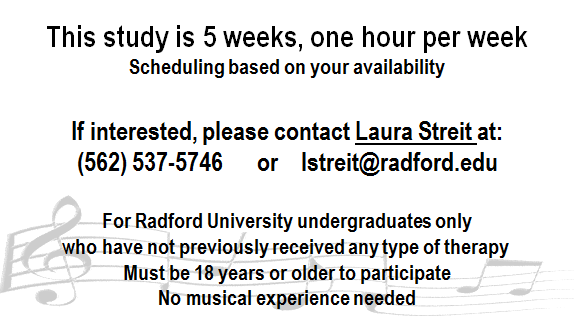 This study is 5 weeks, one hour per week
Scheduling based on your availability
If interested, please contact Laura Streit at:
(562) 537-5746 or lstreit@radford.edu
For Radford University undergraduates only
who have not previously received any type of therapy
Must be 18 years or older to participate
No musical experience needed